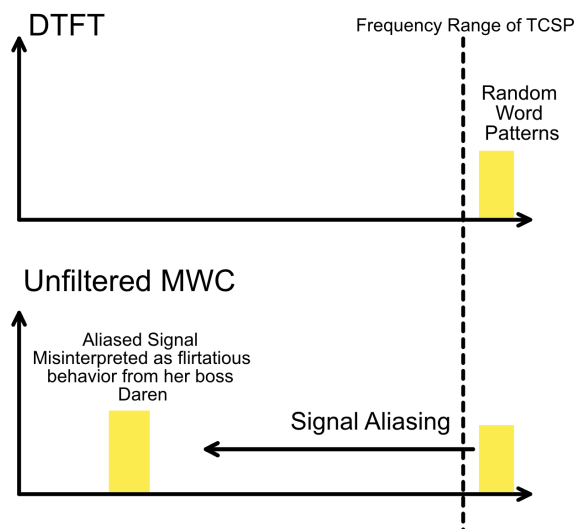 DTFT
Frequency Range of TCSP
Random
Word
Patterns
Unfiltered MWC
Aliased Signal
Misinterpreted as flirtatious
behavior from her boss
Daren
Signal Aliasing